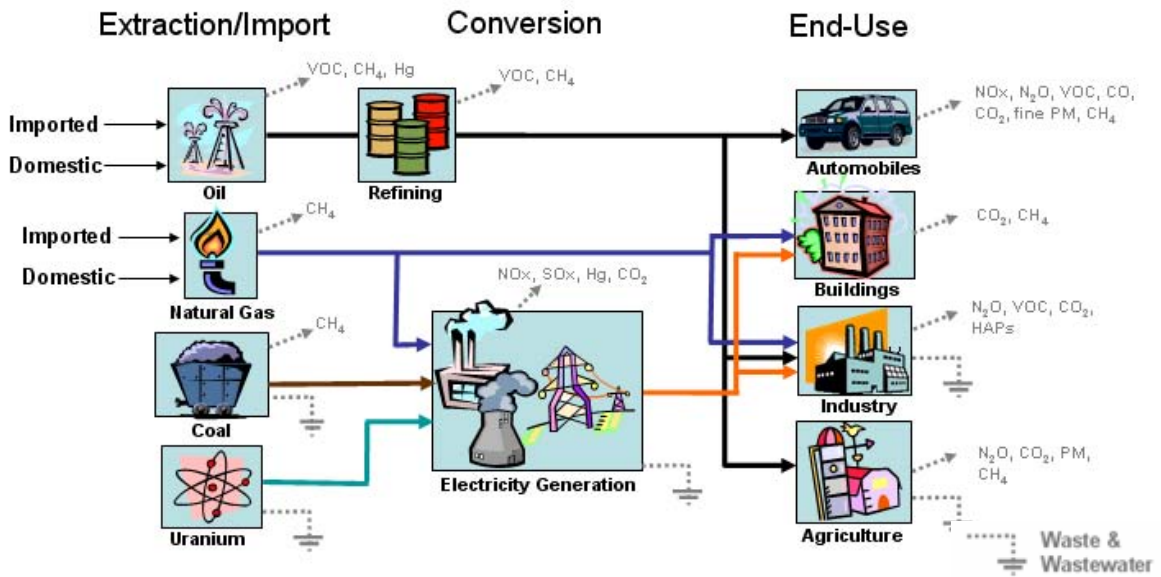 Extraction/Import
Conversion
End-Use
VOC, CH₄, Hg
VOC, CH₄
NOx, N₂O, VOC, CO,
CO₂, fine PM, CH₄
Imported
Domestic
Oil
Refining
Automobiles
CH₄
CO₂, CH₄
Imported
Domestic
Natural Gas
NOx, SOx, Hg, CO₂
Buildings
CH₄
N₂O, VOC, CO₂,
HAPs
Coal
Industry
Electricity Generation
N₂O, CO₂, PM,
CH₄
Uranium
Agriculture
Waste &
Wastewater